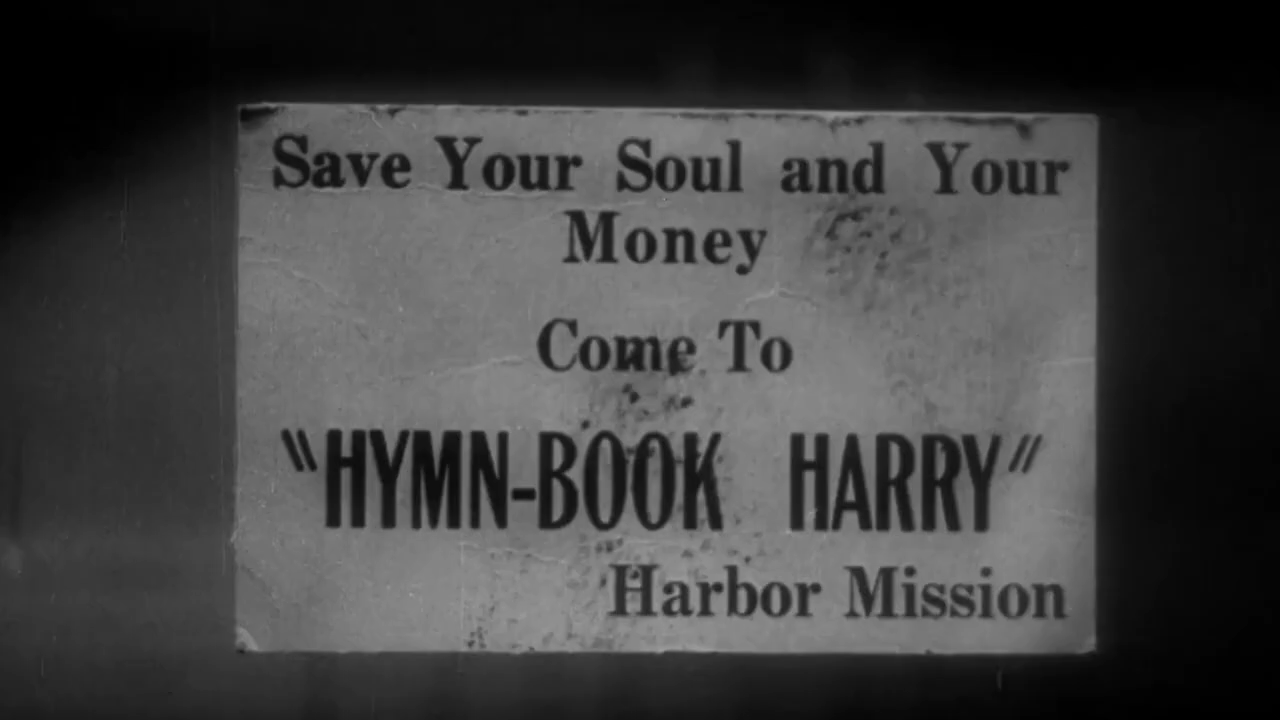 Save Your Soul and Your
Money
Come To
"HYMN-BOOK HARRY"
Harbor Mission